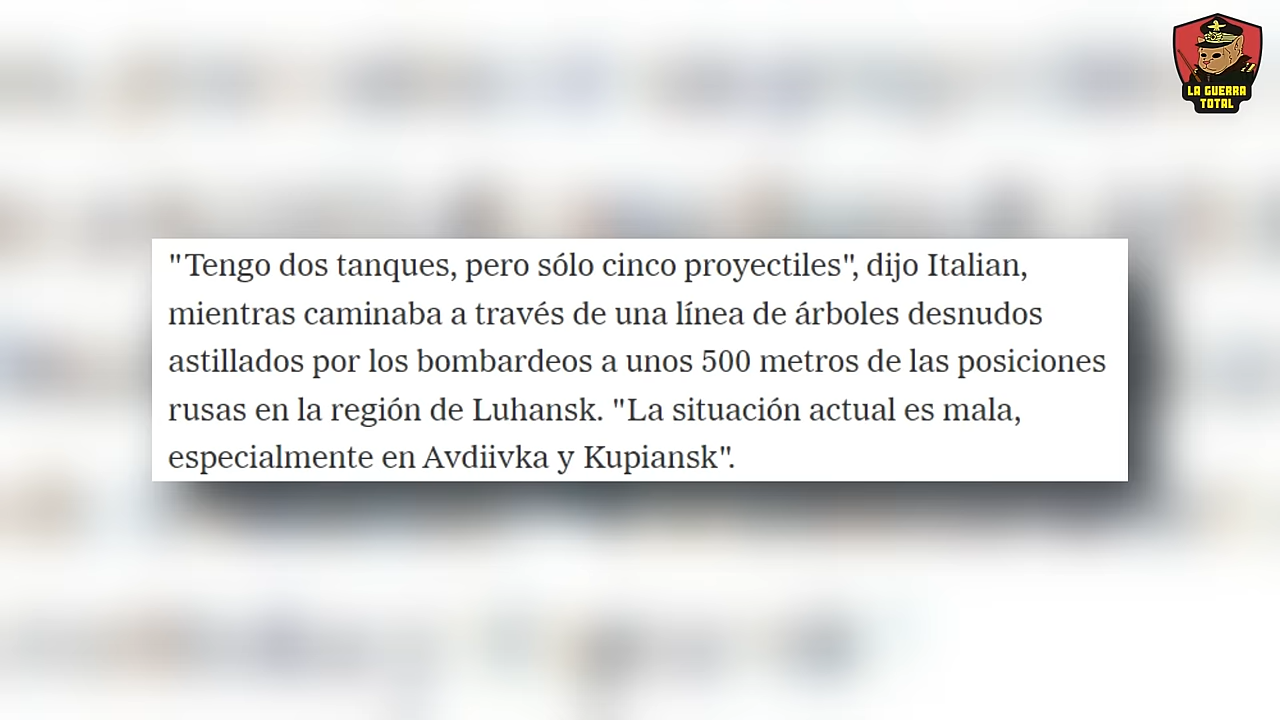 LA GUERRA
TOTAL
"Tengo dos tanques, pero sólo cinco proyectiles", dijo Italian,
mientras caminaba a través de una línea de árboles desnudos
astillados por los bombardeos a unos 500 metros de las posiciones
rusas en la región de Luhansk. "La situación actual es mala,
especialmente en Avdiivka y Kupiansk".